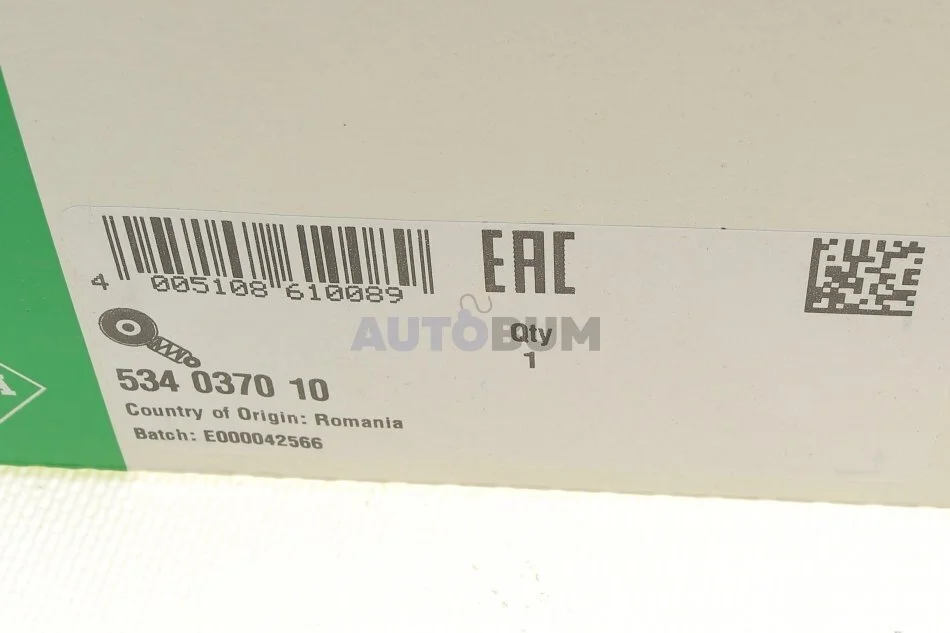 4 005108 610089
EAC
AUTOBUM
Qty
1
534 0370 10
Country of Origin: Romania
Batch: E000042566